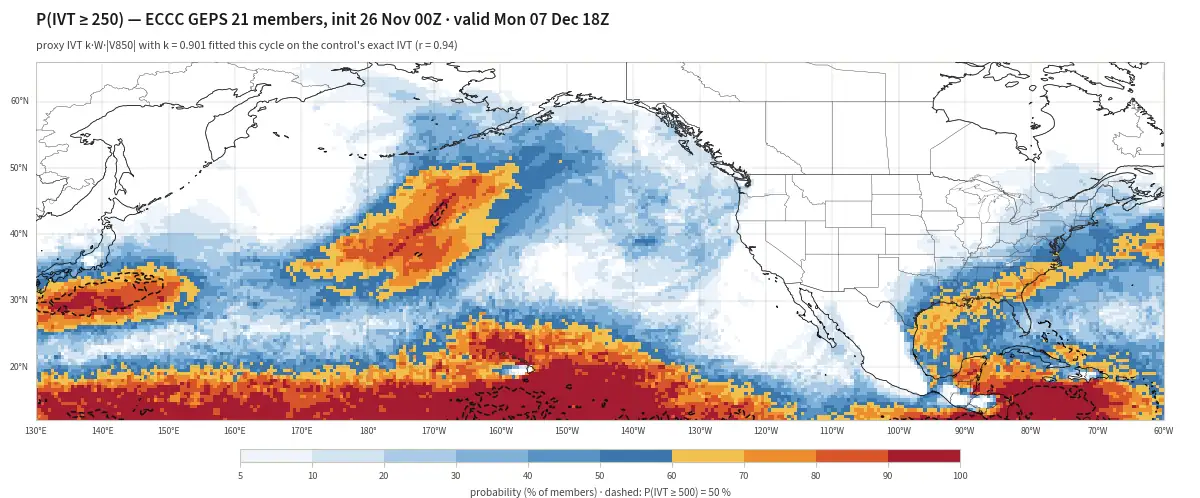 P(IVT ≥ 250) — ECCC GEPS 21 members, init 26 Nov 00Z · valid Mon 07 Dec 18Z
proxy IVT k·W·|V850| with k = 0.901 fitted this cycle on the control's exact IVT (r = 0.94)
60°N
50°N
40°N
30°N
20°N
130°E 140°E 150°E 160°E 170°E 180° 170°W 160°W 150°W 140°W 130°W 120°W 110°W 100°W 90°W 80°W 70°W 60°W
5 10 20 30 40 50 60 70 80 90 100
probability (% of members) · dashed: P(IVT ≥ 500) = 50 %